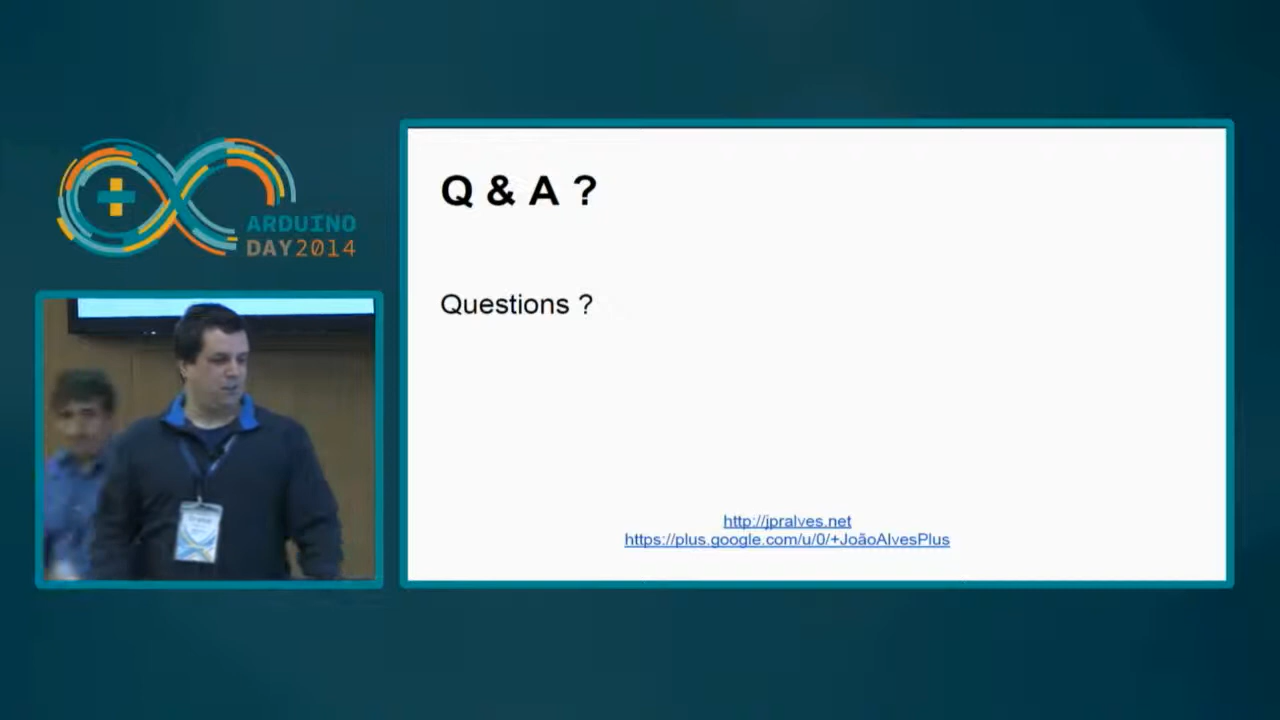 ARDUINO
DAY2014
Q & A ?
Questions ?
http://jpralves.net
https://plus.google.com/u/0/+JoãoAlvesPlus